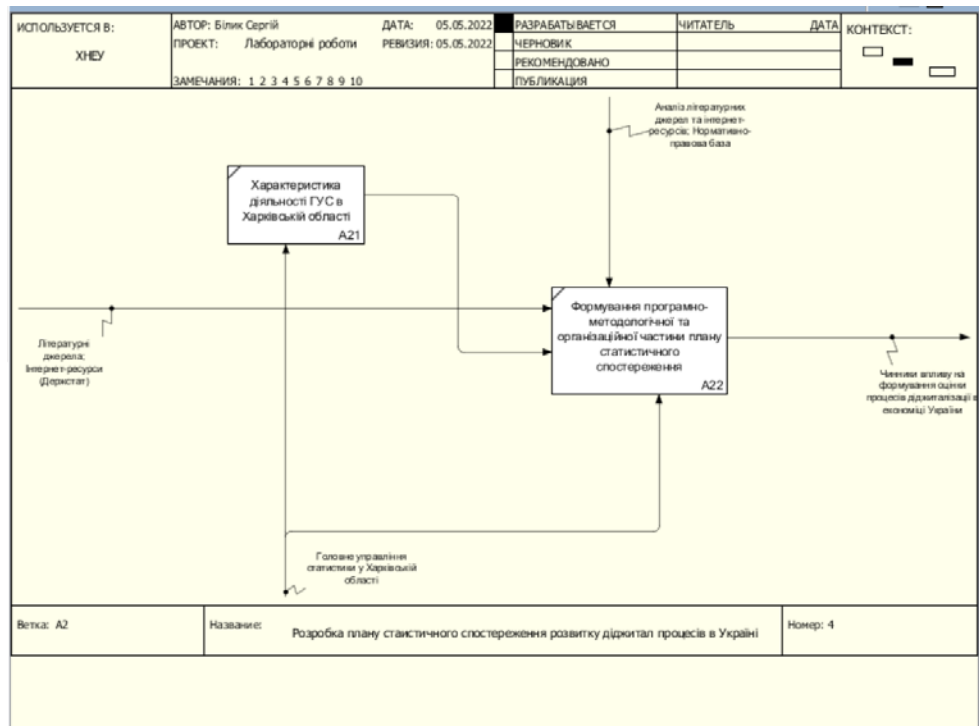 ИСПОЛЬЗУЕТСЯ В:
ХНЕУ
АВТОР: Білик Сергій
ДАТА: 05.05.2022
ПРОЕКТ: Лабораторні роботи
РЕВИЗИЯ: 05.05.2022
ЗАМЕЧАНИЯ: 1 2 3 4 5 6 7 8 9 10
РАЗРАБАТЫВАЕТСЯ
ЧЕРНОВИК
РЕКОМЕНДОВАНО
ПУБЛИКАЦИЯ
ЧИТАТЕЛЬ
ДАТА
КОНТЕКСТ:
Аналіз літературних
джерел та інтернет-
ресурсів; Нормативно-
правова база
Характеристика
діяльності ГУС в
Харківській області
A21
Формування програмно-
методологічної та
організаційної частини плану
статистичного
спостереження
A22
Літературні
джерела;
Інтернет-ресурси
(Держстат)
Чинники впливу на
формування оцінки
процесів діджиталізації в
економіці України
Головне управління
статистики у Харківській
області
Ветка: A2
Название:
Розробка плану стаистичного спостереження розвитку діджитал процесів в Україні
Номер: 4